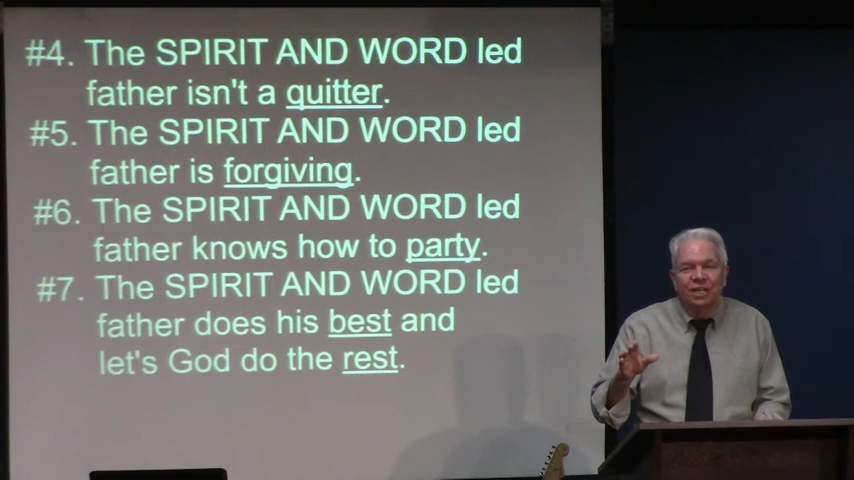 #4. The SPIRIT AND WORD led
father isn't a quitter.
#5. The SPIRIT AND WORD led
father is forgiving.
#6. The SPIRIT AND WORD led
father knows how to party.
#7. The SPIRIT AND WORD led
father does his best and
let's God do the rest.